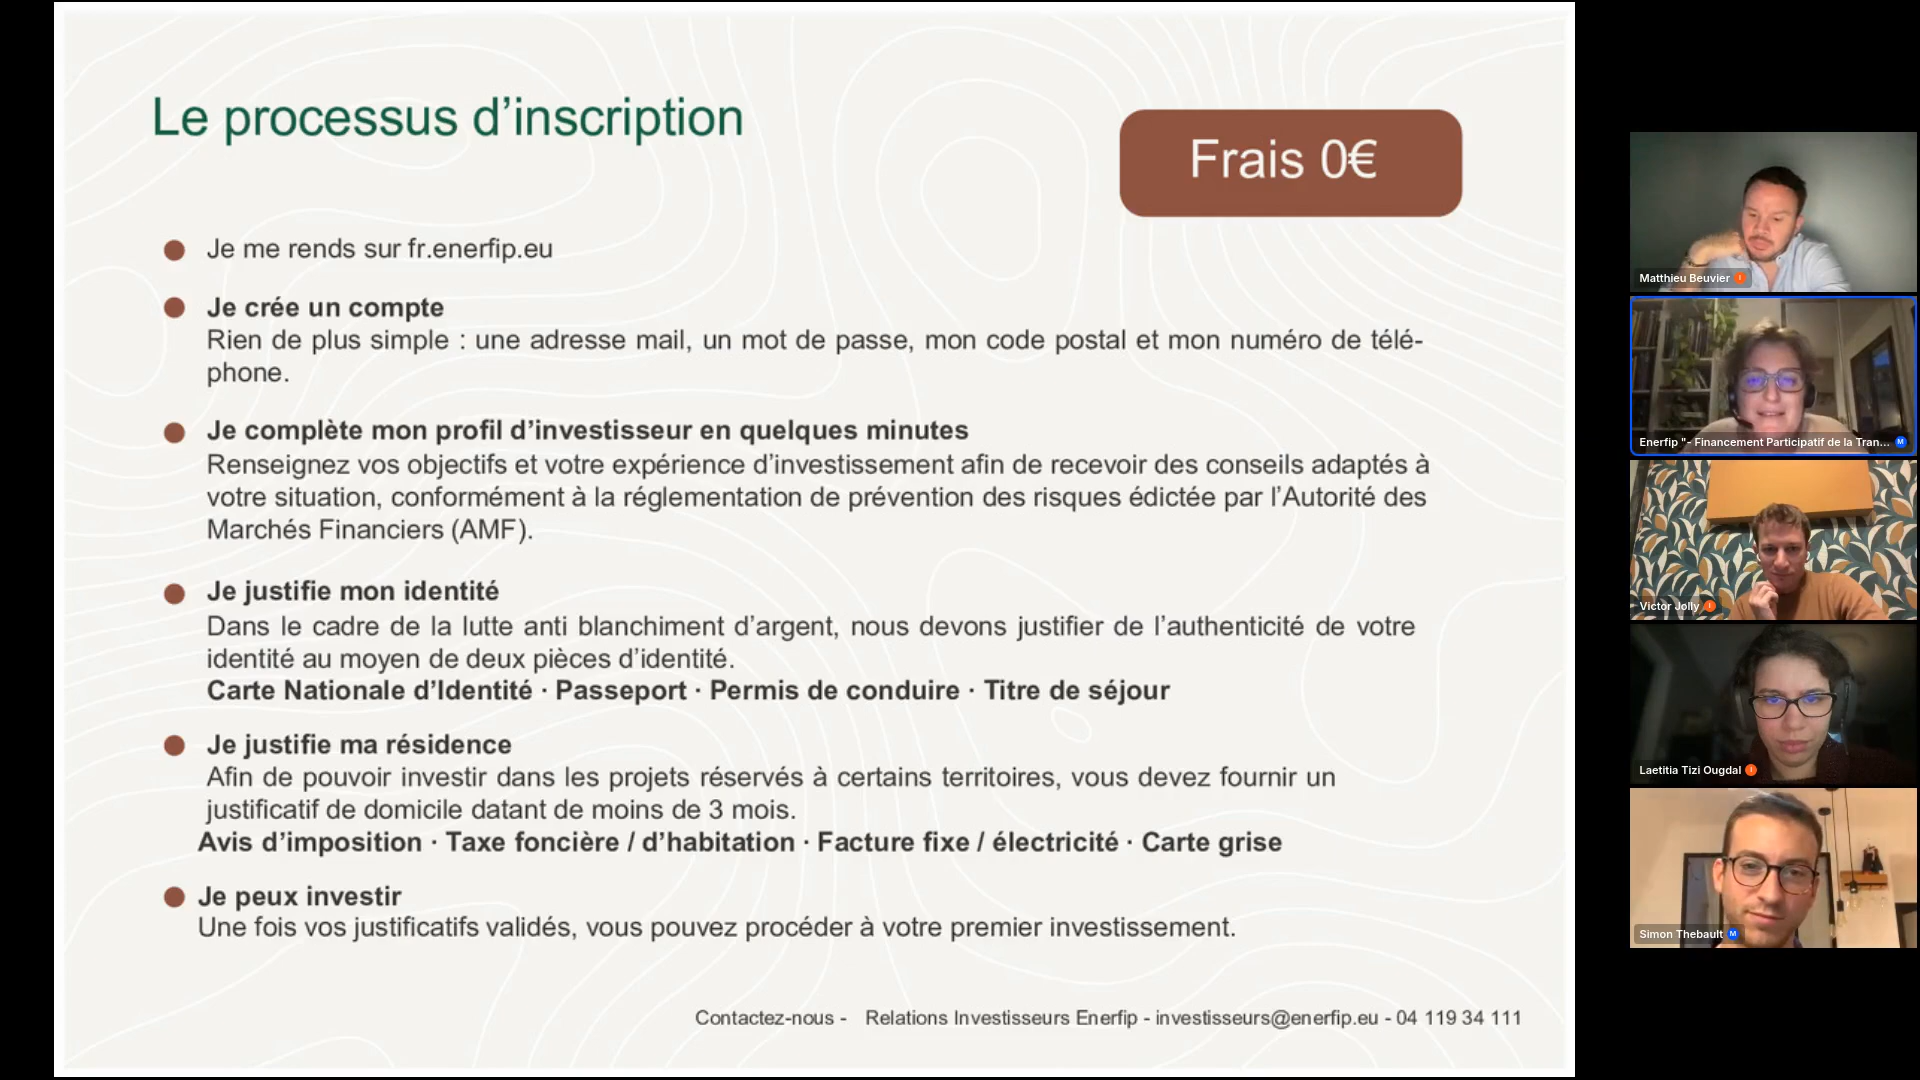 Le processus d’inscription
Frais 0€
Je me rends sur fr.enerfip.eu
Je crée un compte
Rien de plus simple : une adresse mail, un mot de passe, mon code postal et mon numéro de télé-
phone.
Je complète mon profil d’investisseur en quelques minutes
Renseignez vos objectifs et votre expérience d’investissement afin de recevoir des conseils adaptés à
votre situation, conformément à la réglementation de prévention des risques édictée par l’Autorité des
Marchés Financiers (AMF).
Je justifie mon identité
Dans le cadre de la lutte anti blanchiment d’argent, nous devons justifier de l’authenticité de votre
identité au moyen de deux pièces d’identité.
Carte Nationale d’Identité · Passeport · Permis de conduire · Titre de séjour
Je justifie ma résidence
Afin de pouvoir investir dans les projets réservés à certains territoires, vous devez fournir un
justificatif de domicile datant de moins de 3 mois.
Avis d’imposition · Taxe foncière / d’habitation · Facture fixe / électricité · Carte grise
Je peux investir
Une fois vos justificatifs validés, vous pouvez procéder à votre premier investissement.
Contactez-nous - Relations Investisseurs Enerfip - investisseurs@enerfip.eu - 04 119 34 111
Matthieu Beuvier I
Enerfip "- Financement Participatif de la Tran... M
Victor Jolly I
Laetitia Tizi Ougdal I
Simon Thebault M